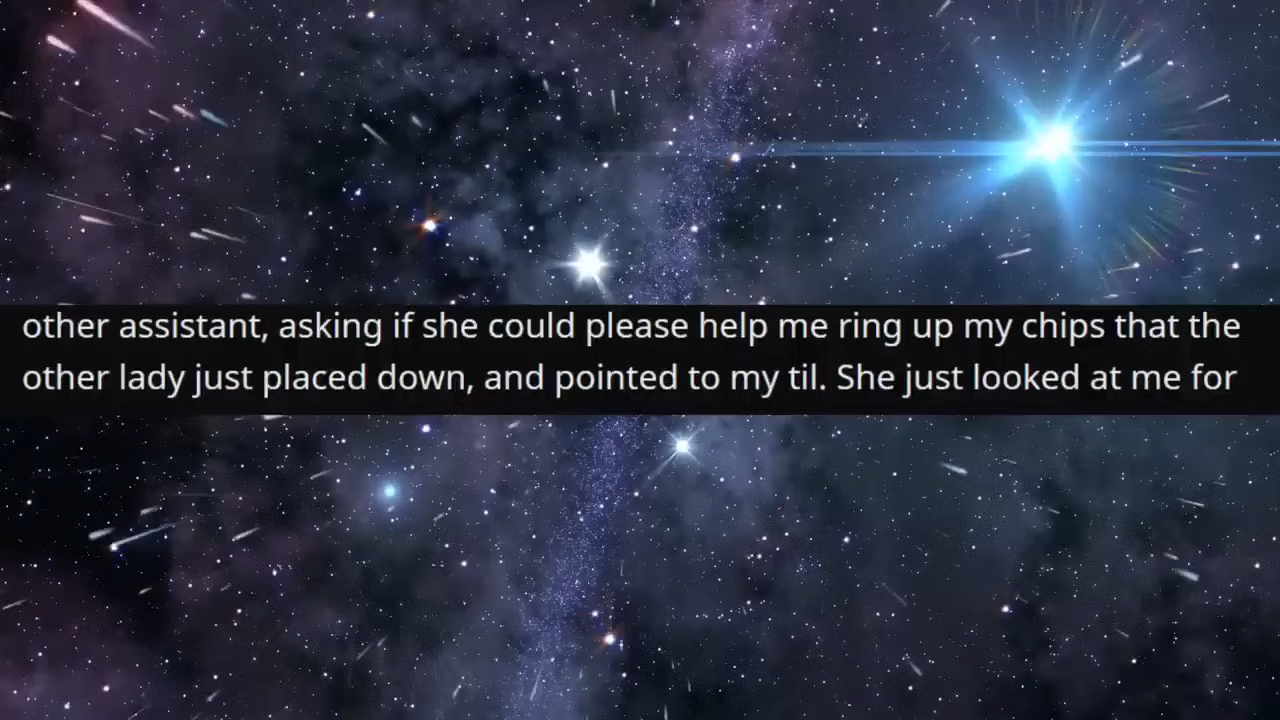 other assistant, asking if she could please help me ring up my chips that the
other lady just placed down, and pointed to my til. She just looked at me for